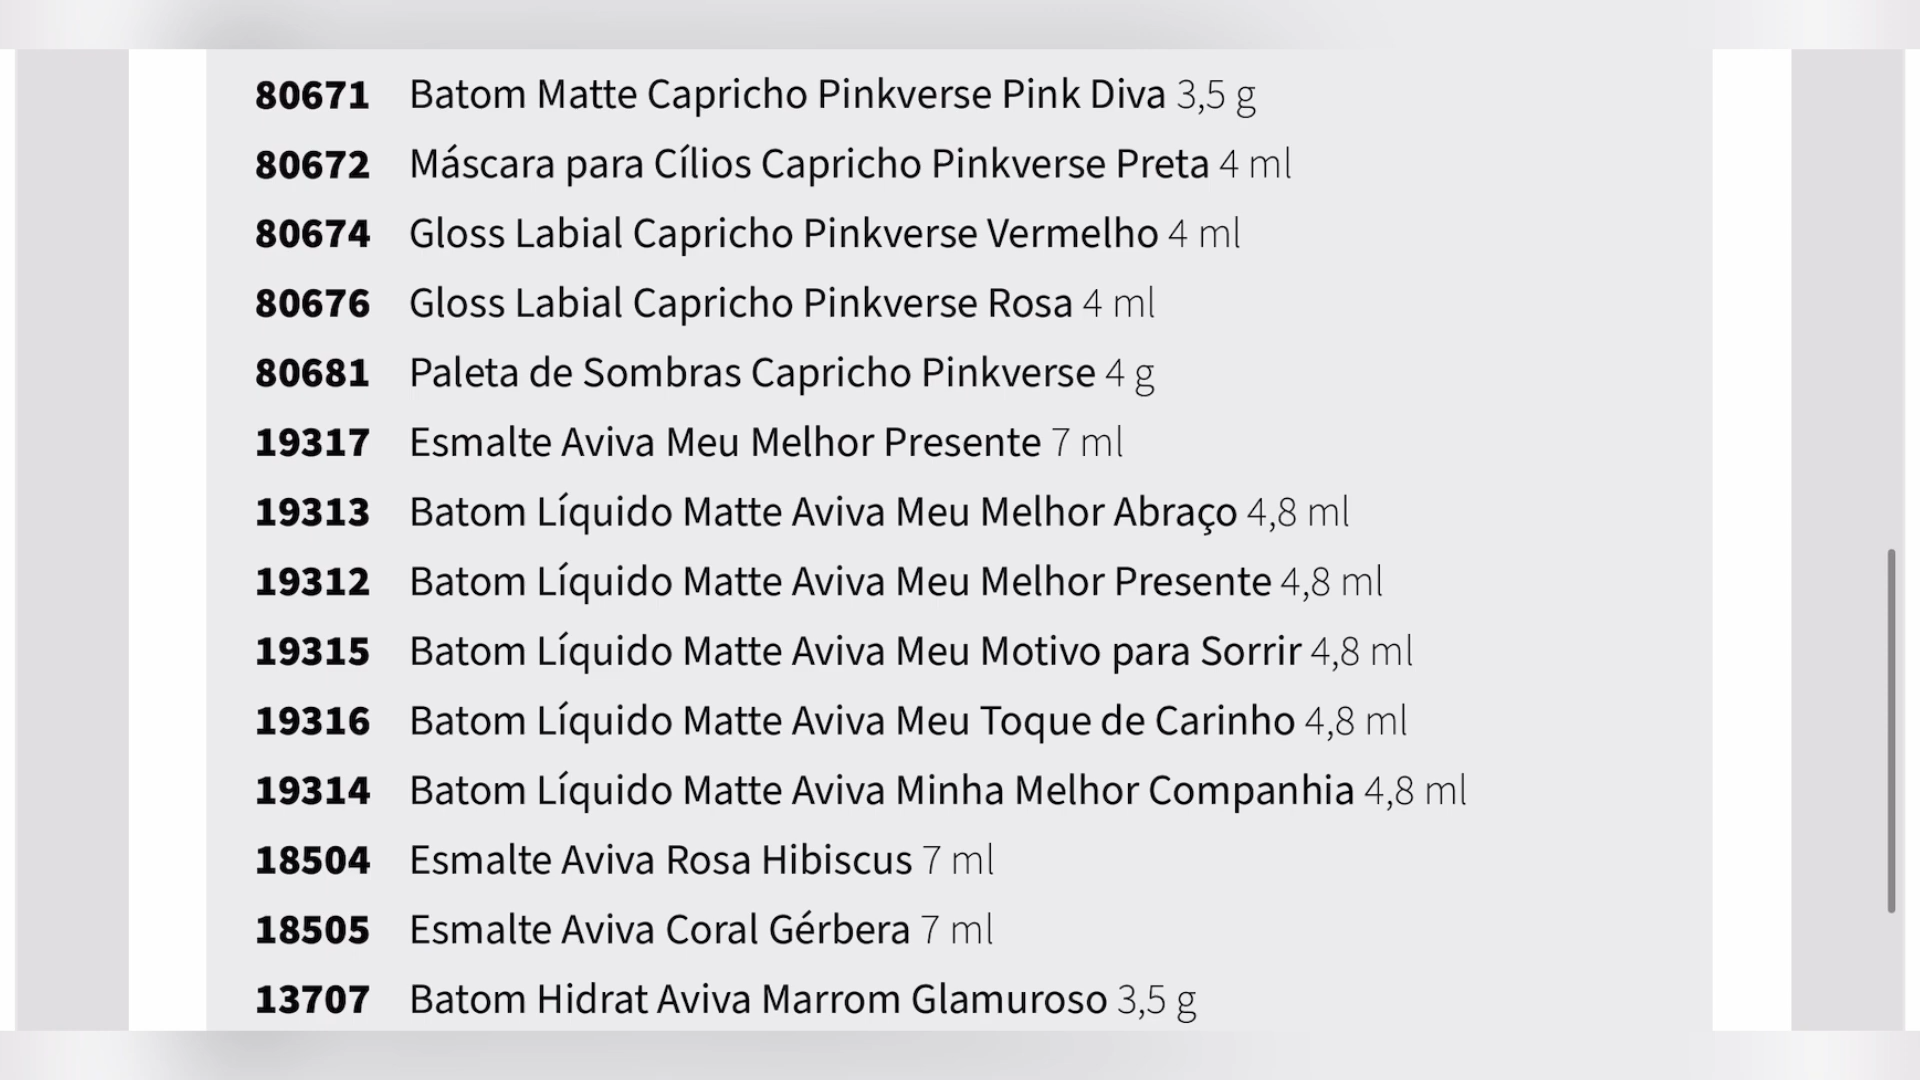 80671 Batom Matte Capricho Pinkverse Pink Diva 3,5 g
80672 Máscara para Cílios Capricho Pinkverse Preta 4 ml
80674 Gloss Labial Capricho Pinkverse Vermelho 4 ml
80676 Gloss Labial Capricho Pinkverse Rosa 4 ml
80681 Paleta de Sombras Capricho Pinkverse 4 g
19317 Esmalte Aviva Meu Melhor Presente 7 ml
19313 Batom Líquido Matte Aviva Meu Melhor Abraço 4,8 ml
19312 Batom Líquido Matte Aviva Meu Melhor Presente 4,8 ml
19315 Batom Líquido Matte Aviva Meu Motivo para Sorrir 4,8 ml
19316 Batom Líquido Matte Aviva Meu Toque de Carinho 4,8 ml
19314 Batom Líquido Matte Aviva Minha Melhor Companhia 4,8 ml
18504 Esmalte Aviva Rosa Hibiscus 7 ml
18505 Esmalte Aviva Coral Gérbera 7 ml
13707 Batom Hidrat Aviva Marrom Glamuroso 3,5 g